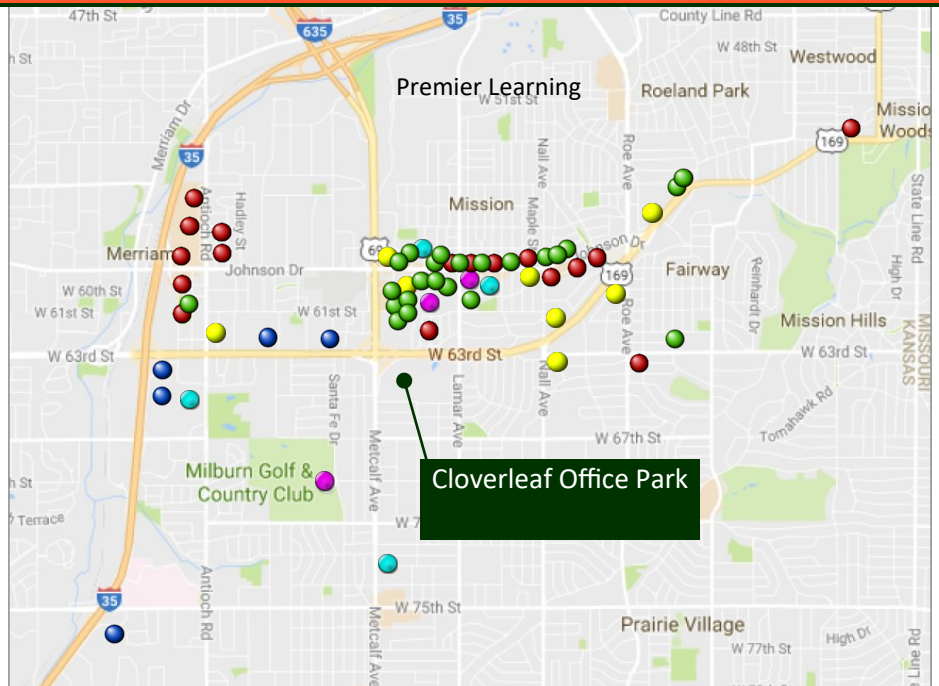 47th St
635
35
County Line Rd
W 48th St
Westwood
h St
Premier Learning
W 51st St
Roeland Park
Missio
Woods
169
Merriam Dr
35
Nall Ave
Roe Ave
State Line Rd
Antioch Rd
Hadley St
Mission
Maple St
Merriam
69
Johnson Dr
Johnson Dr
169
Fairway
Reinhardt Dr
High Dr
W 60th St
W 61st St
W 61st St
Roe Ave
Mission Hills
MISSOURI
KANSAS
W 63rd St
W 63rd St
W 63rd St
Santa Fe Dr
Metcalf Ave
Lamar Ave
Nall Ave
Tomahawk Rd
W 67th St
Milburn Golf &
Country Club
Cloverleaf Office Park
h St
Terrace
W 7
35
Antioch Rd
Metcalf Ave
W 75th St
Prairie Village
W 77th St
High Dr